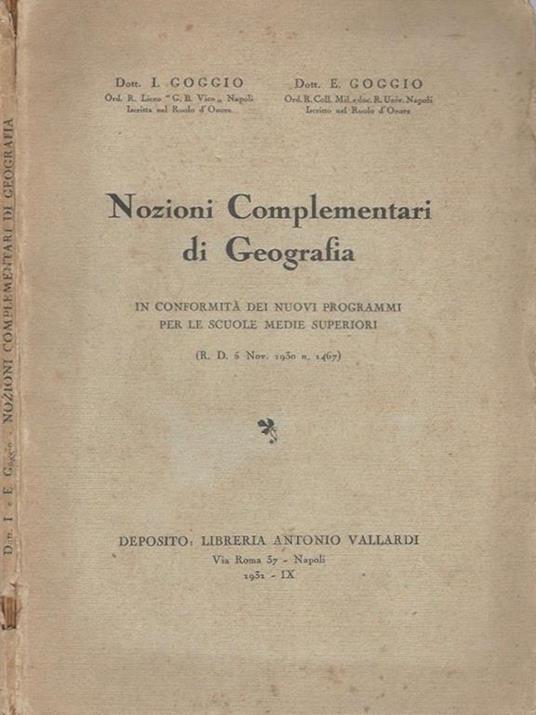 Dott. I. GOGGIO
Ord. R. Liceo "G. B. Vico„ Napoli
Iscritta nel Ruolo d'Onore
Dott. E. GOGGIO
Ord. R. Coll. Mil. e doc. R. Univ. Napoli
Iscritto nel Ruolo d'Onore
Nozioni Complementari
di Geografia
IN CONFORMITÀ DEI NUOVI PROGRAMMI
PER LE SCUOLE MEDIE SUPERIORI
(R. D. 6 Nov. 1930 n. 1467)
DEPOSITO: LIBRERIA ANTONIO VALLARDI
Via Roma 37 - Napoli
1931 - IX
I e E. NOZIONI COMPLEMENTARI DI GEOGRAFIA